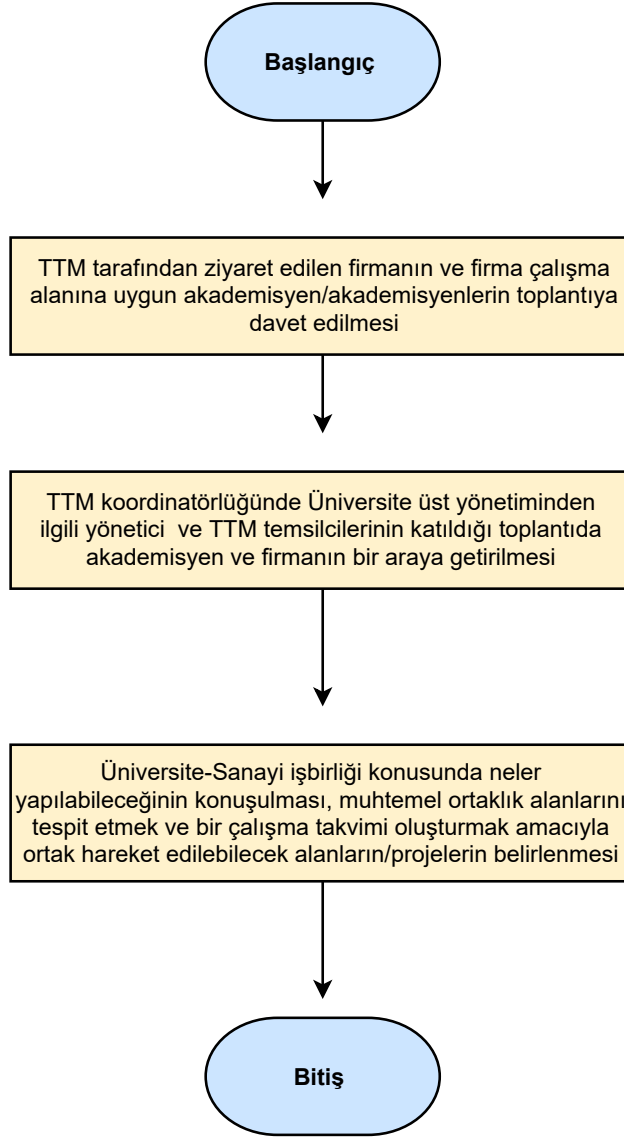 Başlangıç
TTM tarafından ziyaret edilen firmanın ve firma çalışma
alanına uygun akademisyen/akademisyenlerin toplantıya
davet edilmesi
TTM koordinatörlüğünde Üniversite üst yönetiminden
ilgili yönetici ve TTM temsilcilerinin katıldığı toplantıda
akademisyen ve firmanın bir araya getirilmesi
Üniversite-Sanayi işbirliği konusunda neler
yapılabileceğinin konuşulması, muhtemel ortaklık alanlarını
tespit etmek ve bir çalışma takvimi oluşturmak amacıyla
ortak hareket edilebilecek alanların/projelerin belirlenmesi
Bitiş